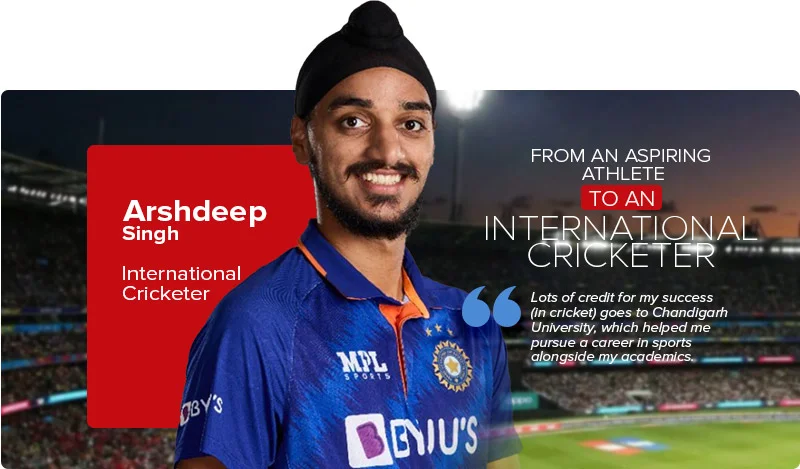 Arshdeep
Singh
International
Cricketer
FROM AN ASPIRING
ATHLETE
TO AN
INTERNATIONAL
CRICKETER
“
Lots of credit for my success
(in cricket) goes to Chandigarh
University, which helped me
pursue a career in sports
alongside my academics.
MPL
SPORTS
BY'S
BYJU'S